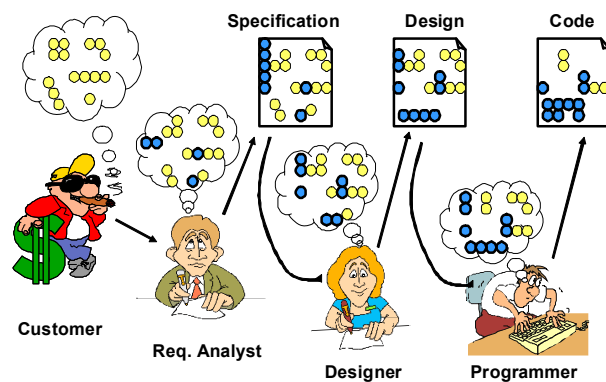 Specification
Design
Code
Customer
Req. Analyst
Designer
Programmer